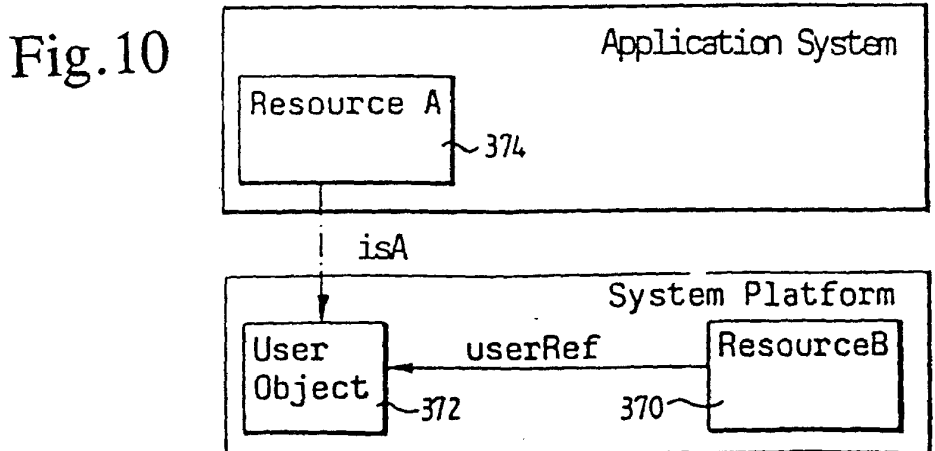 Fig.10
Application System
Resource A
374
isA
System Platform
User
Object
372
userRef
ResourceB
370